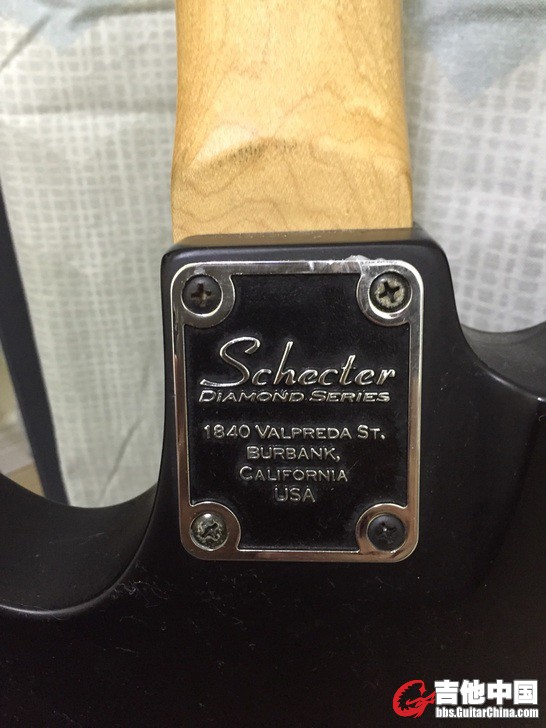 Schecter
DIAMOND SERIES
1840 VALPREDA ST.
BURBANK,
CALIFORNIA
USA
吉他中国
bbs.GuitarChina.com